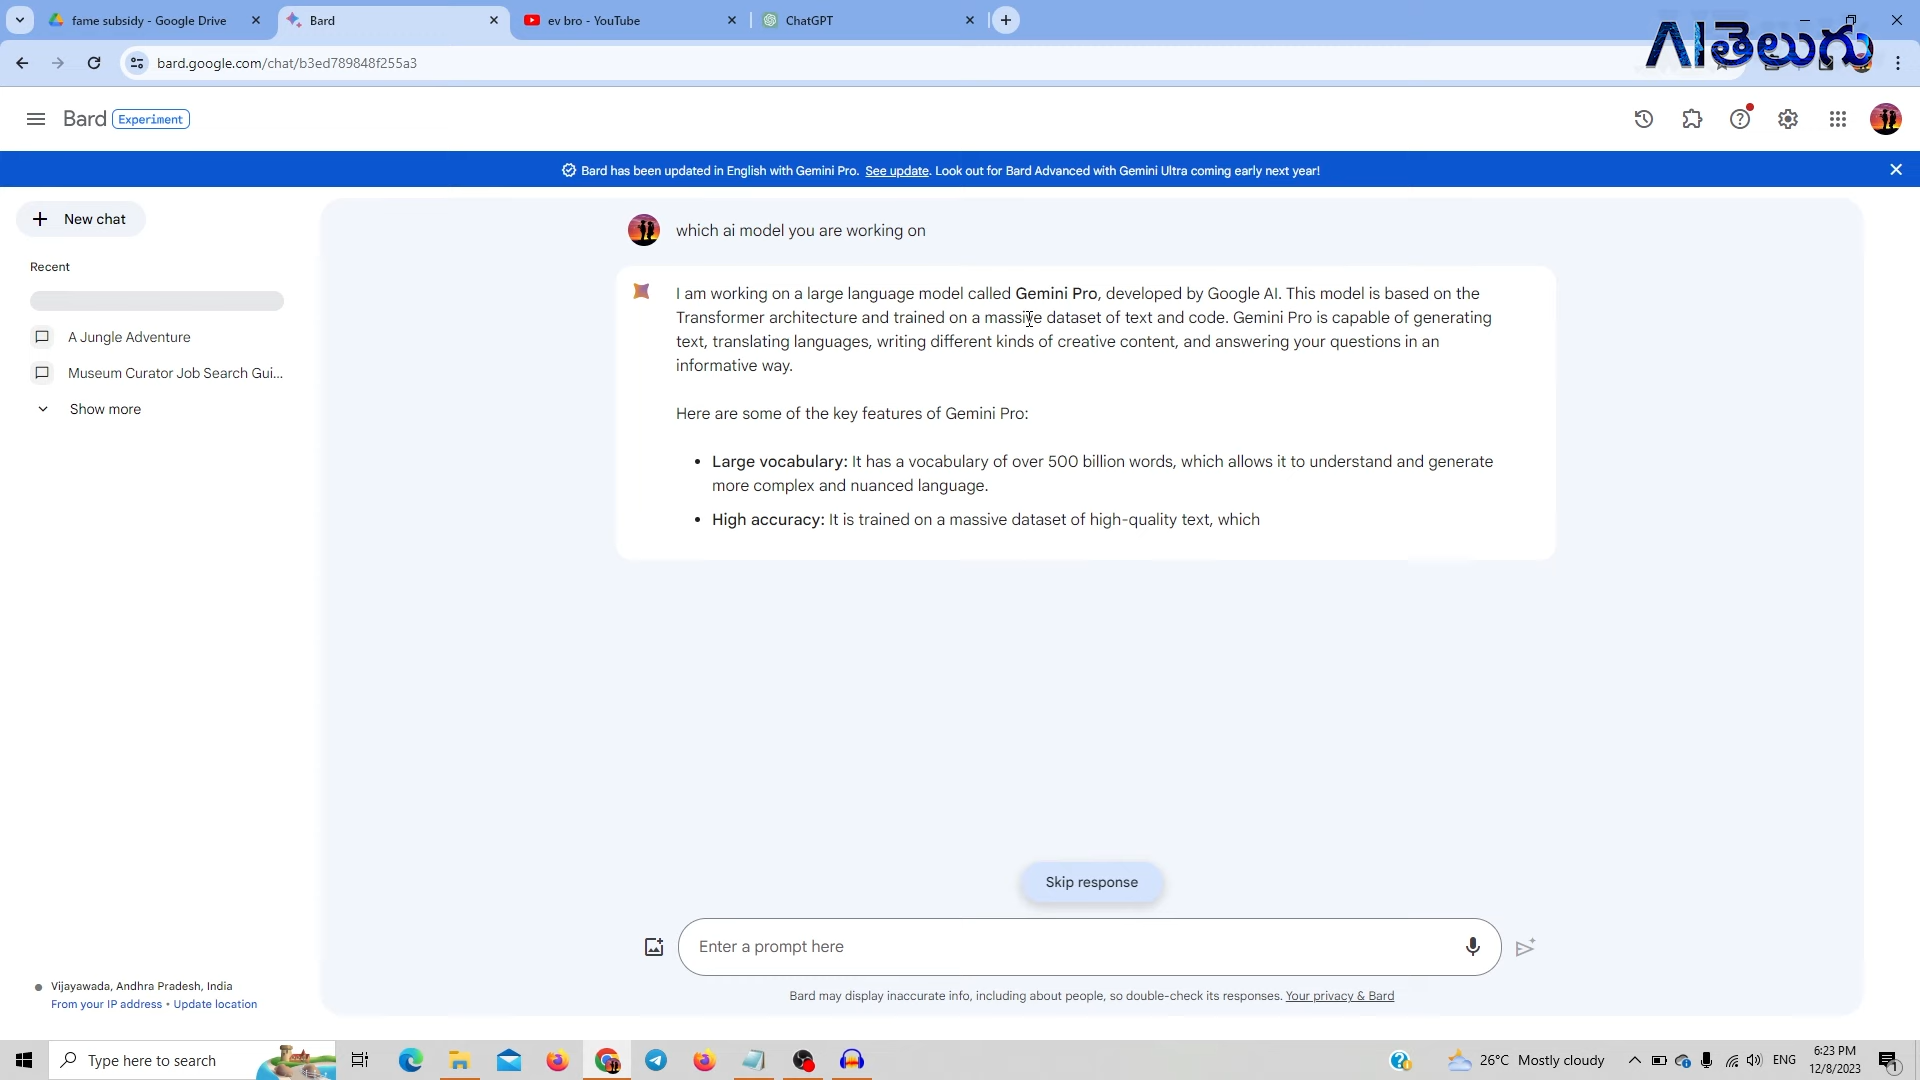 fame subsidy - Google Drive
Bard
ev bro - YouTube
ChatGPT
AIతెలుగు
bard.google.com/chat/b3ed789848f255a3
Bard Experiment
Bard has been updated in English with Gemini Pro. See update. Look out for Bard Advanced with Gemini Ultra coming early next year!
New chat
Recent
A Jungle Adventure
Museum Curator Job Search Gui...
Show more
which ai model you are working on
I am working on a large language model called Gemini Pro, developed by Google AI. This model is based on the
Transformer architecture and trained on a massive dataset of text and code. Gemini Pro is capable of generating
text, translating languages, writing different kinds of creative content, and answering your questions in an
informative way.
Here are some of the key features of Gemini Pro:
• Large vocabulary: It has a vocabulary of over 500 billion words, which allows it to understand and generate
more complex and nuanced language.
• High accuracy: It is trained on a massive dataset of high-quality text, which
Skip response
Enter a prompt here
Bard may display inaccurate info, including about people, so double-check its responses. Your privacy & Bard
Vijayawada, Andhra Pradesh, India
From your IP address • Update location
Type here to search
26°C Mostly cloudy
ENG
6:23 PM
12/8/2023
1